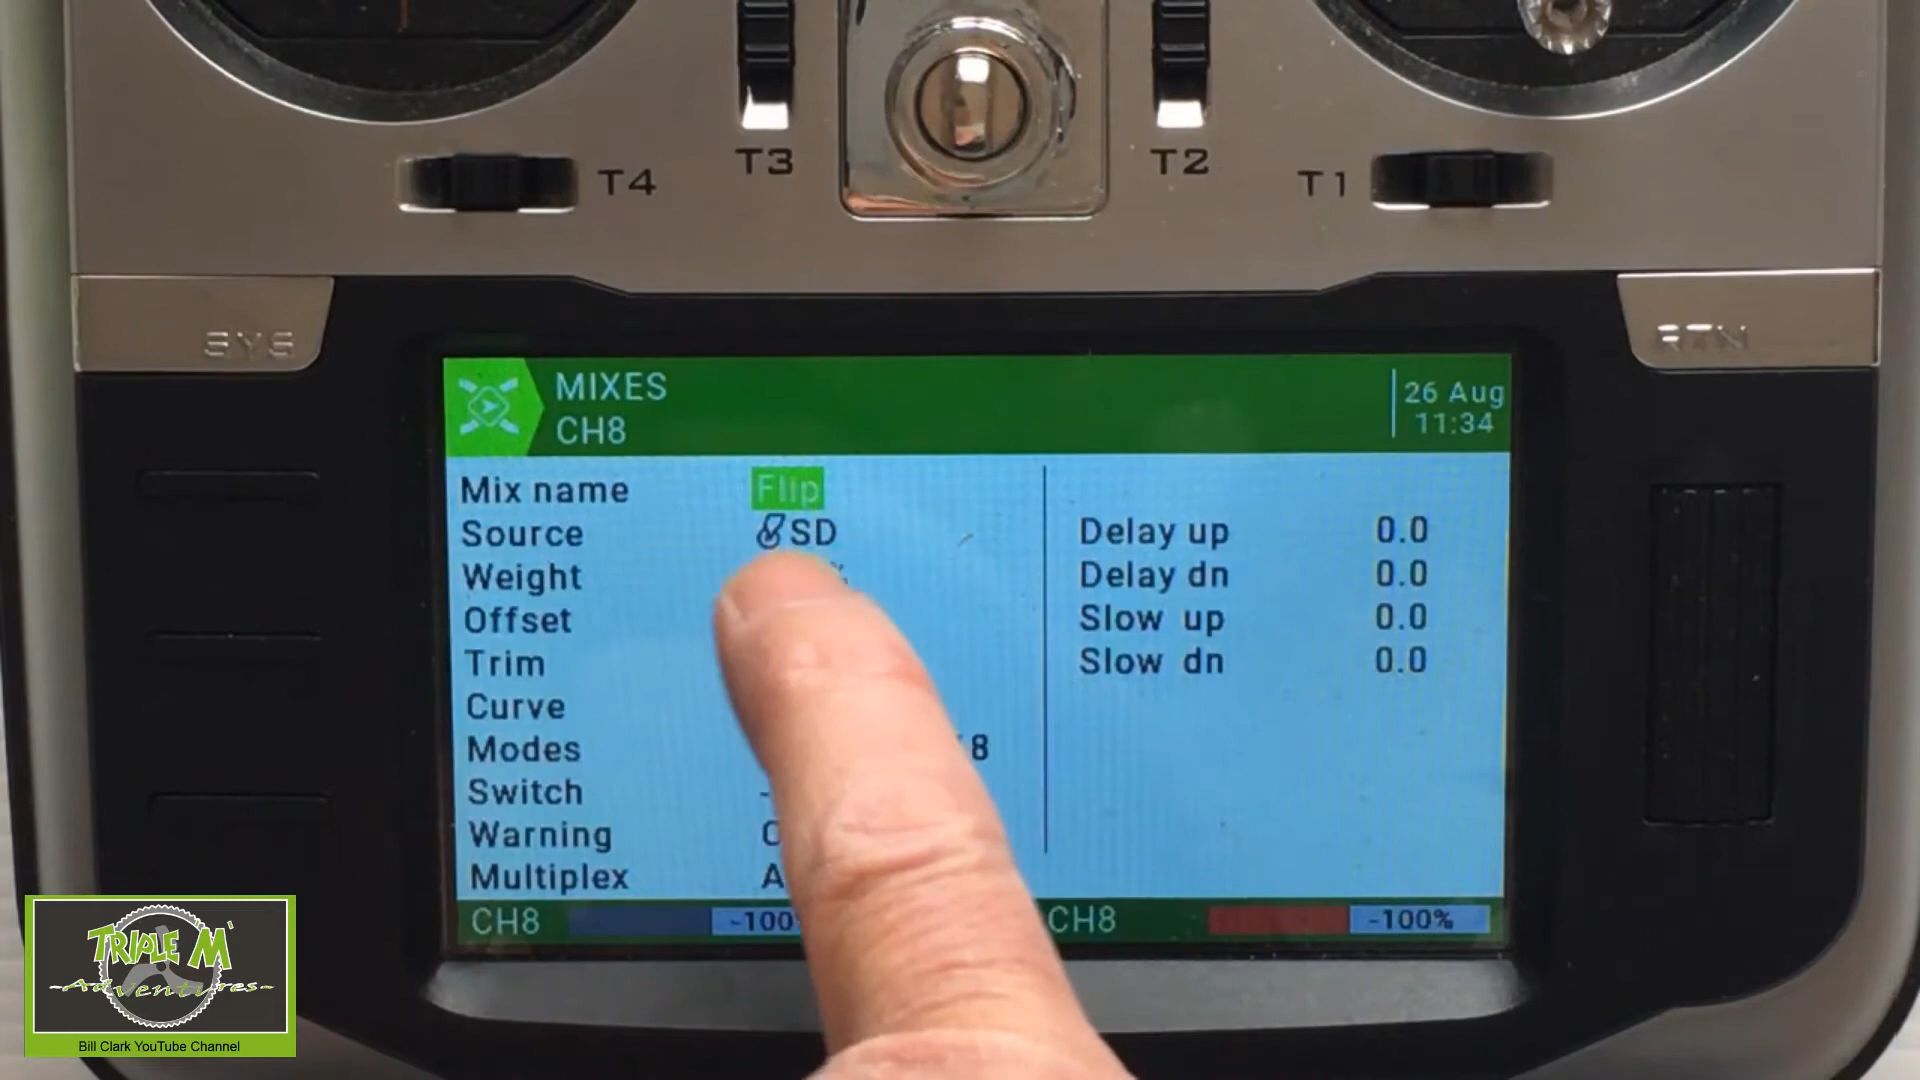 T4
T3
T2
T1
SYS
RTN
MIXES
CH8
26 Aug
11:34
Mix name Flip
Source SD
Weight %
Offset
Trim
Curve
Modes 8
Switch -
Warning
Multiplex A
Delay up 0.0
Delay dn 0.0
Slow up 0.0
Slow dn 0.0
CH8 -100%
CH8 -100%
TRIPLE M
-Adventures-
Bill Clark YouTube Channel